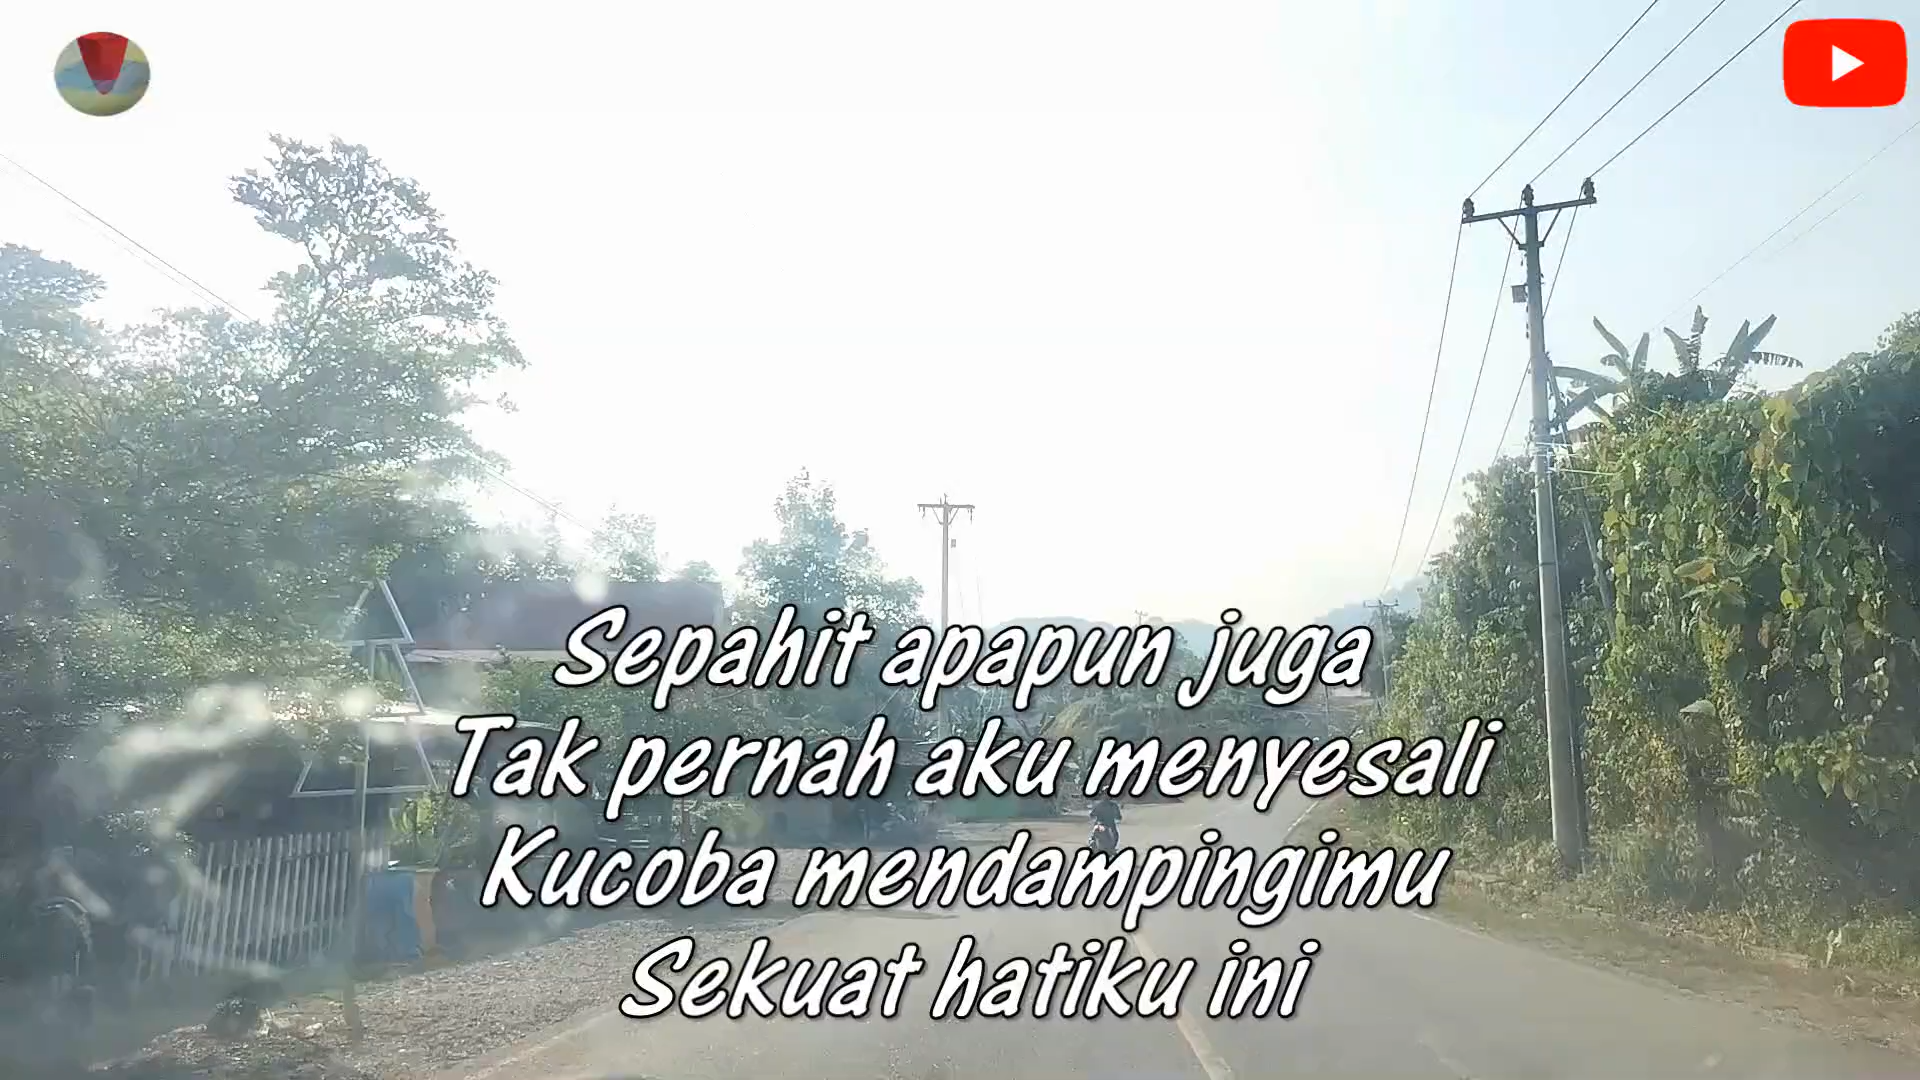 Sepahit apapun juga
Tak pernah aku menyesali
Kucoba mendampingimu
Sekuat hatiku ini